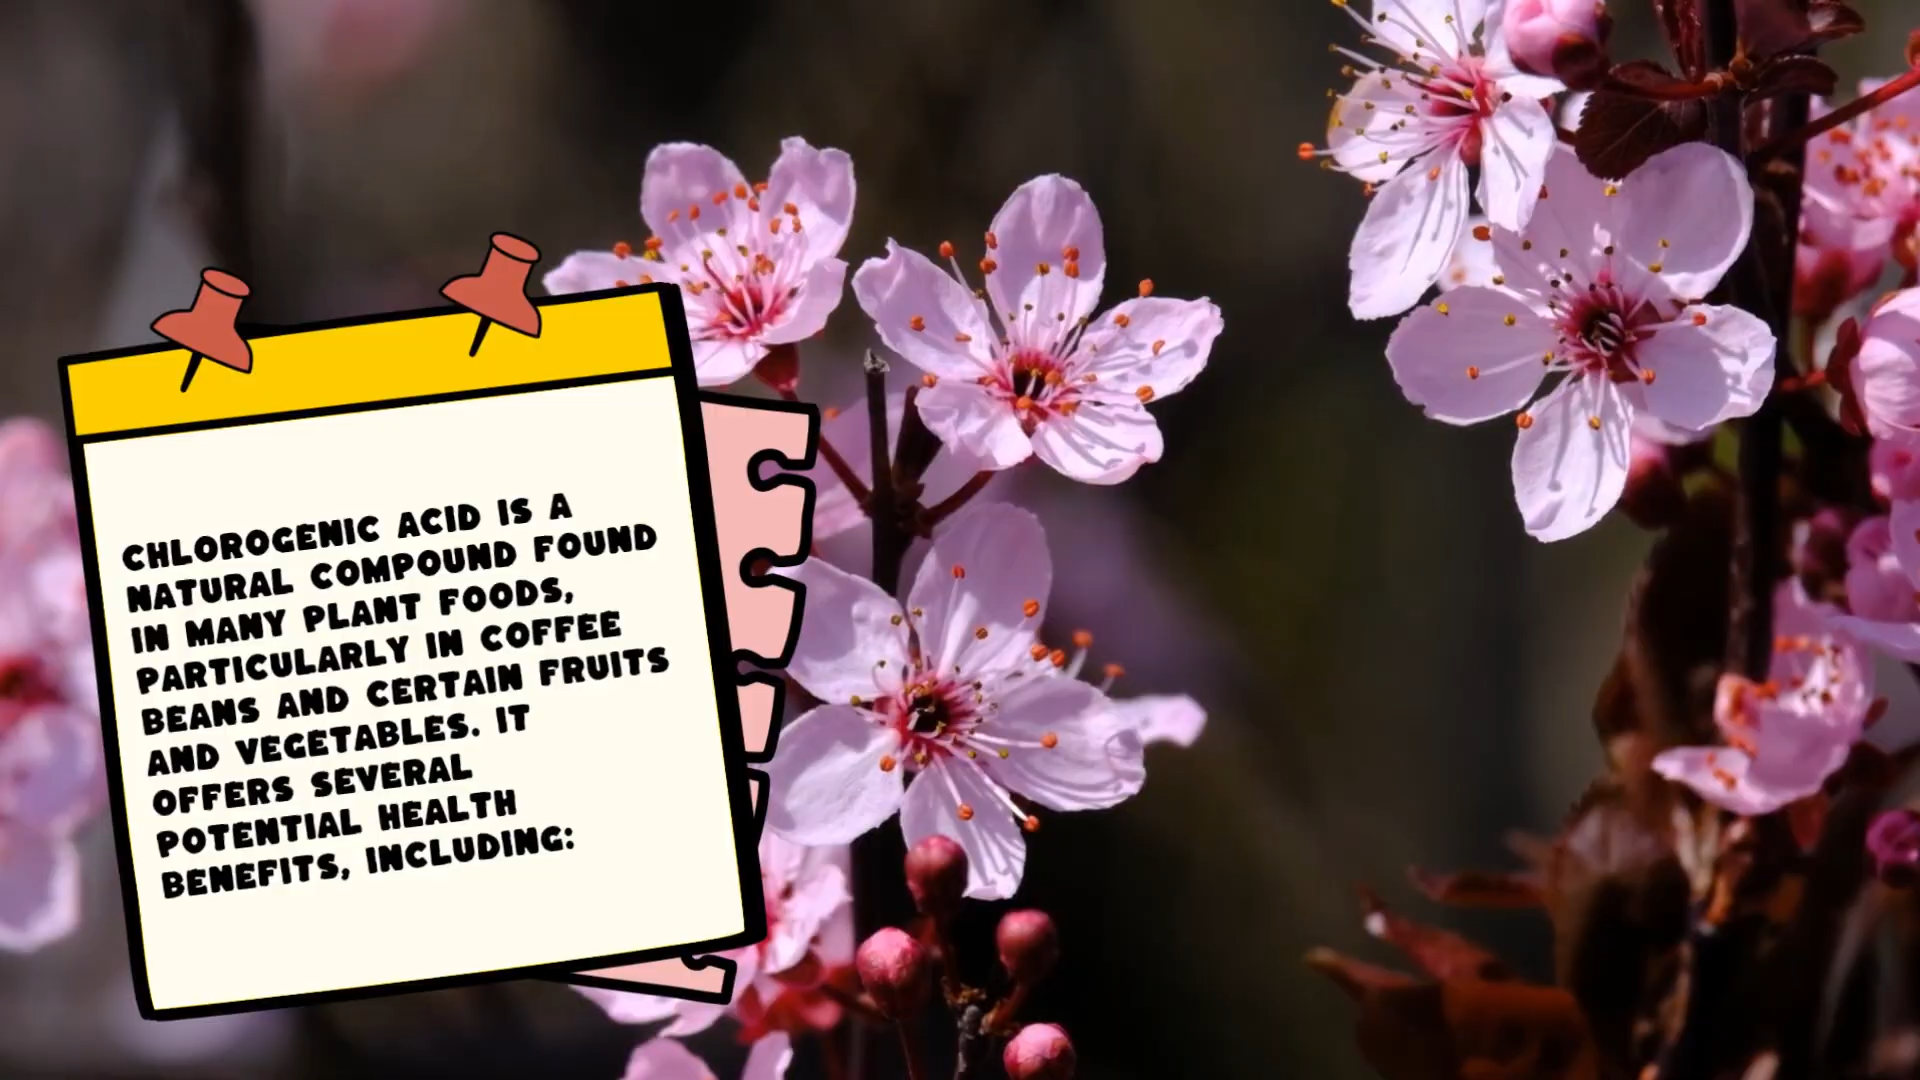 CHLOROGENIC ACID IS A
NATURAL COMPOUND FOUND
IN MANY PLANT FOODS,
PARTICULARLY IN COFFEE
BEANS AND CERTAIN FRUITS
AND VEGETABLES. IT
OFFERS SEVERAL
POTENTIAL HEALTH
BENEFITS, INCLUDING: